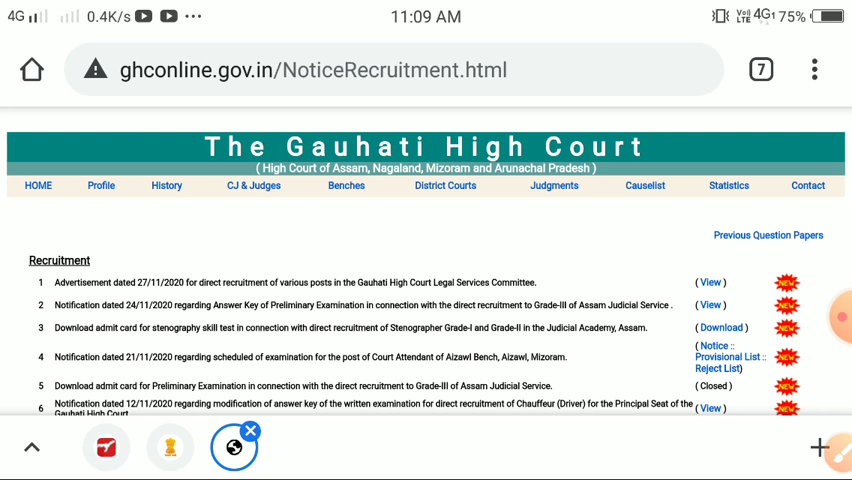 4G 0.4K/s ••• 11:09 AM Vo) LTE 4G 75%
ghconline.gov.in/NoticeRecruitment.html 7
The Gauhati High Court
( High Court of Assam, Nagaland, Mizoram and Arunachal Pradesh )
HOME Profile History CJ & Judges Benches District Courts Judgments Causelist Statistics Contact
Previous Question Papers
Recruitment
1 Advertisement dated 27/11/2020 for direct recruitment of various posts in the Gauhati High Court Legal Services Committee. ( View ) NEW
2 Notification dated 24/11/2020 regarding Answer Key of Preliminary Examination in connection with the direct recruitment to Grade-III of Assam Judicial Service . ( View ) NEW
3 Download admit card for stenography skill test in connection with direct recruitment of Stenographer Grade-I and Grade-II in the Judicial Academy, Assam. ( Download ) NEW
4 Notification dated 21/11/2020 regarding scheduled of examination for the post of Court Attendant of Aizawl Bench, Aizawl, Mizoram. ( Notice ::
Provisional List :: NEW
Reject List)
5 Download admit card for Preliminary Examination in connection with the direct recruitment to Grade-III of Assam Judicial Service. ( Closed ) NEW
6 Notification dated 12/11/2020 regarding modification of answer key of the written examination for direct recruitment of Chauffeur (Driver) for the Principal Seat of the ( View ) NEW
Gauhati High Court